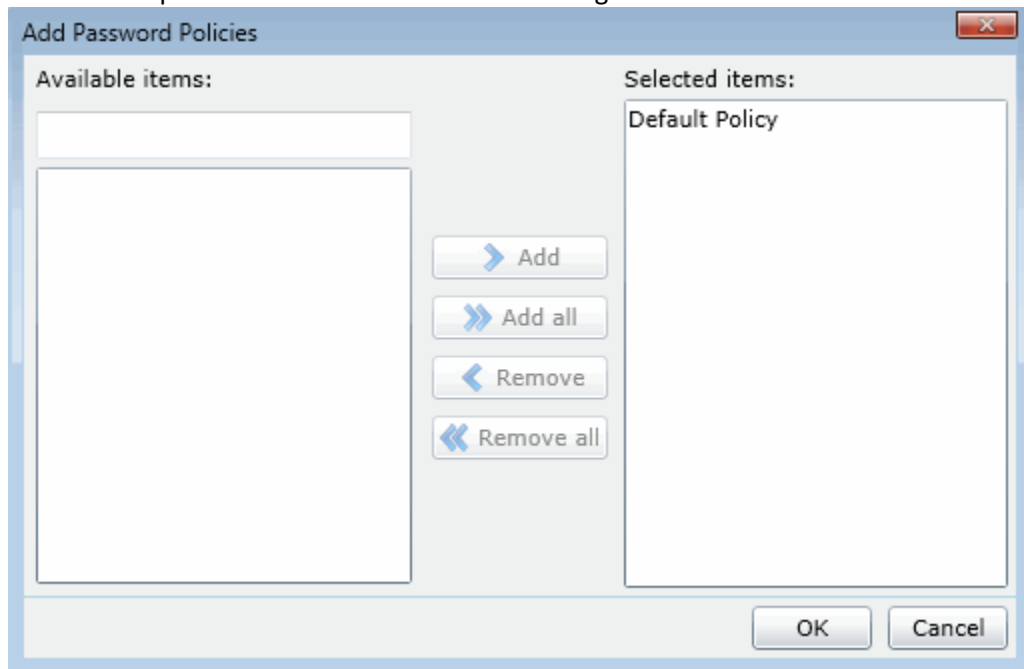 Add Password Policies
Available items:
Selected items:
Default Policy
Add
Add all
Remove
Remove all
OK
Cancel